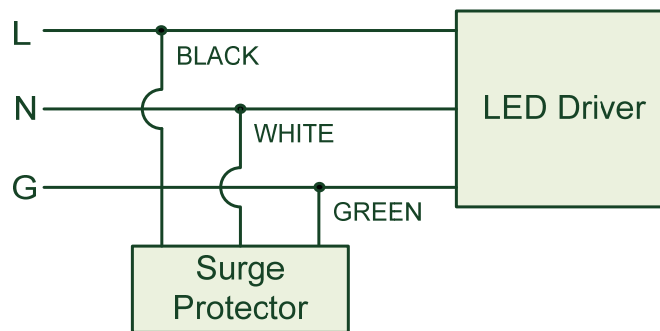 L
BLACK
N
WHITE
LED Driver
G
GREEN
Surge
Protector